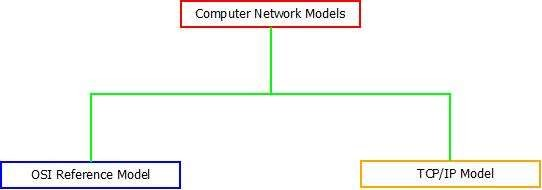 Computer Network Models
OSI Reference Model
TCP/IP Model